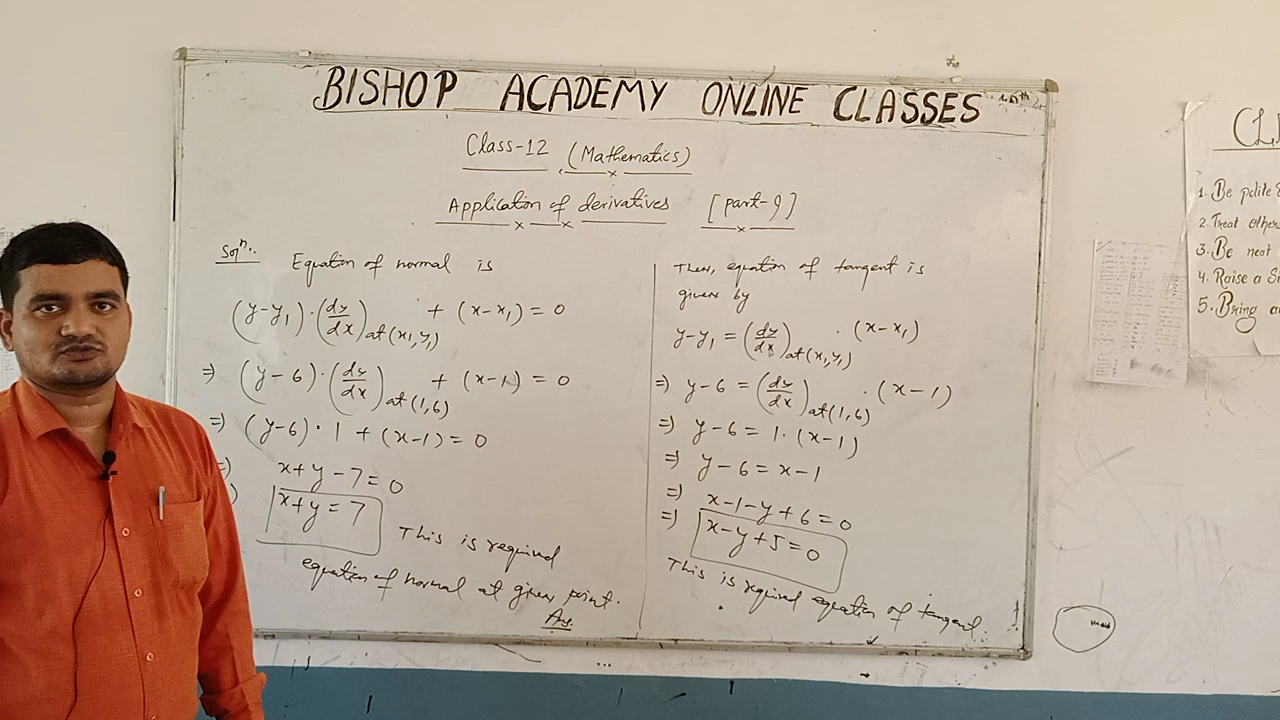 BISHOP ACADEMY ONLINE CLASSES
Class-12 (Mathematics)
Application of derivatives [part-9]
Solⁿ..
Equation of normal is
(y-y₁)·(dy/dx)at(x₁,y₁) + (x-x₁) = 0
⇒ (y-6)·(dy/dx)at(1,6) + (x-1) = 0
⇒ (y-6)·1 + (x-1) = 0
⇒ x+y-7=0
x+y=7
This is required
equation of normal at given point.
Ans.
Then, equation of tangent is
given by
y-y₁ = (dy/dx)at(x₁,y₁) · (x-x₁)
⇒ y-6 = (dy/dx)at(1,6) · (x-1)
⇒ y-6 = 1·(x-1)
⇒ y-6 = x-1
⇒ x-1-y+6=0
⇒ x-y+5=0
This is required equation of tangent.
1. Be polite
2. Treat others
3. Be neat
4. Raise a
5. Bring